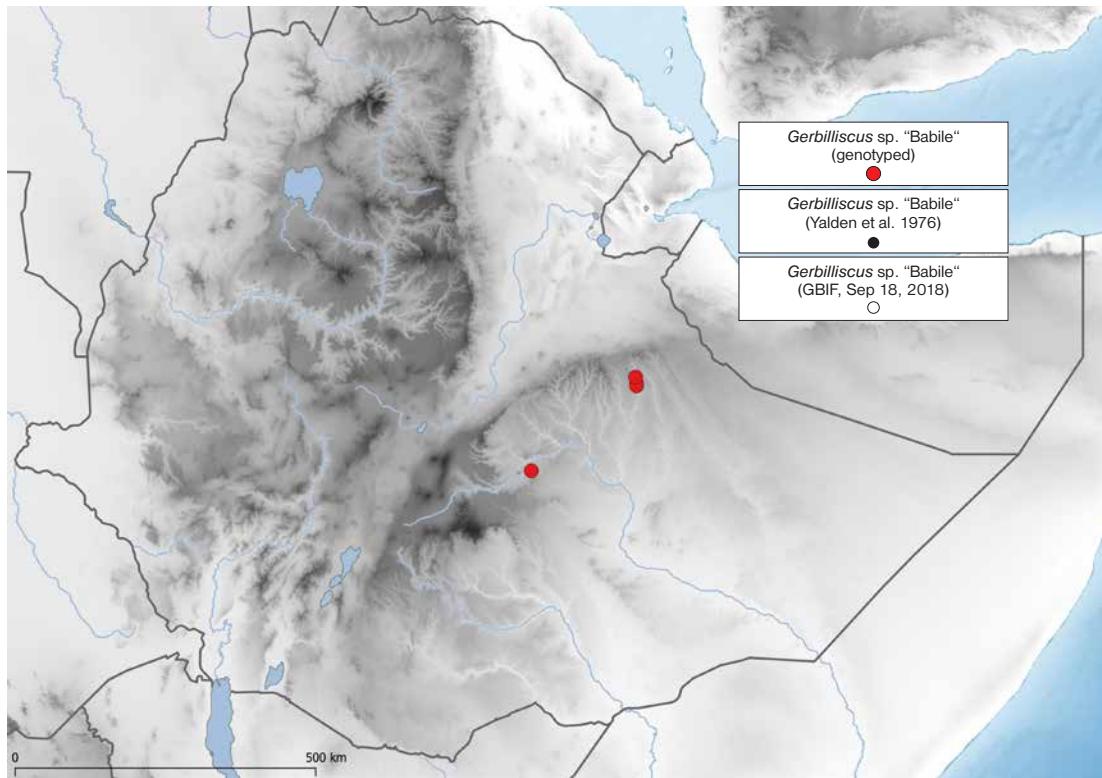 Gerbilliscus sp. “Babile“
(genotyped)
Gerbilliscus sp. “Babile“
(Yalden et al. 1976)
Gerbilliscus sp. “Babile“
(GBIF, Sep 18, 2018)
0 500 km